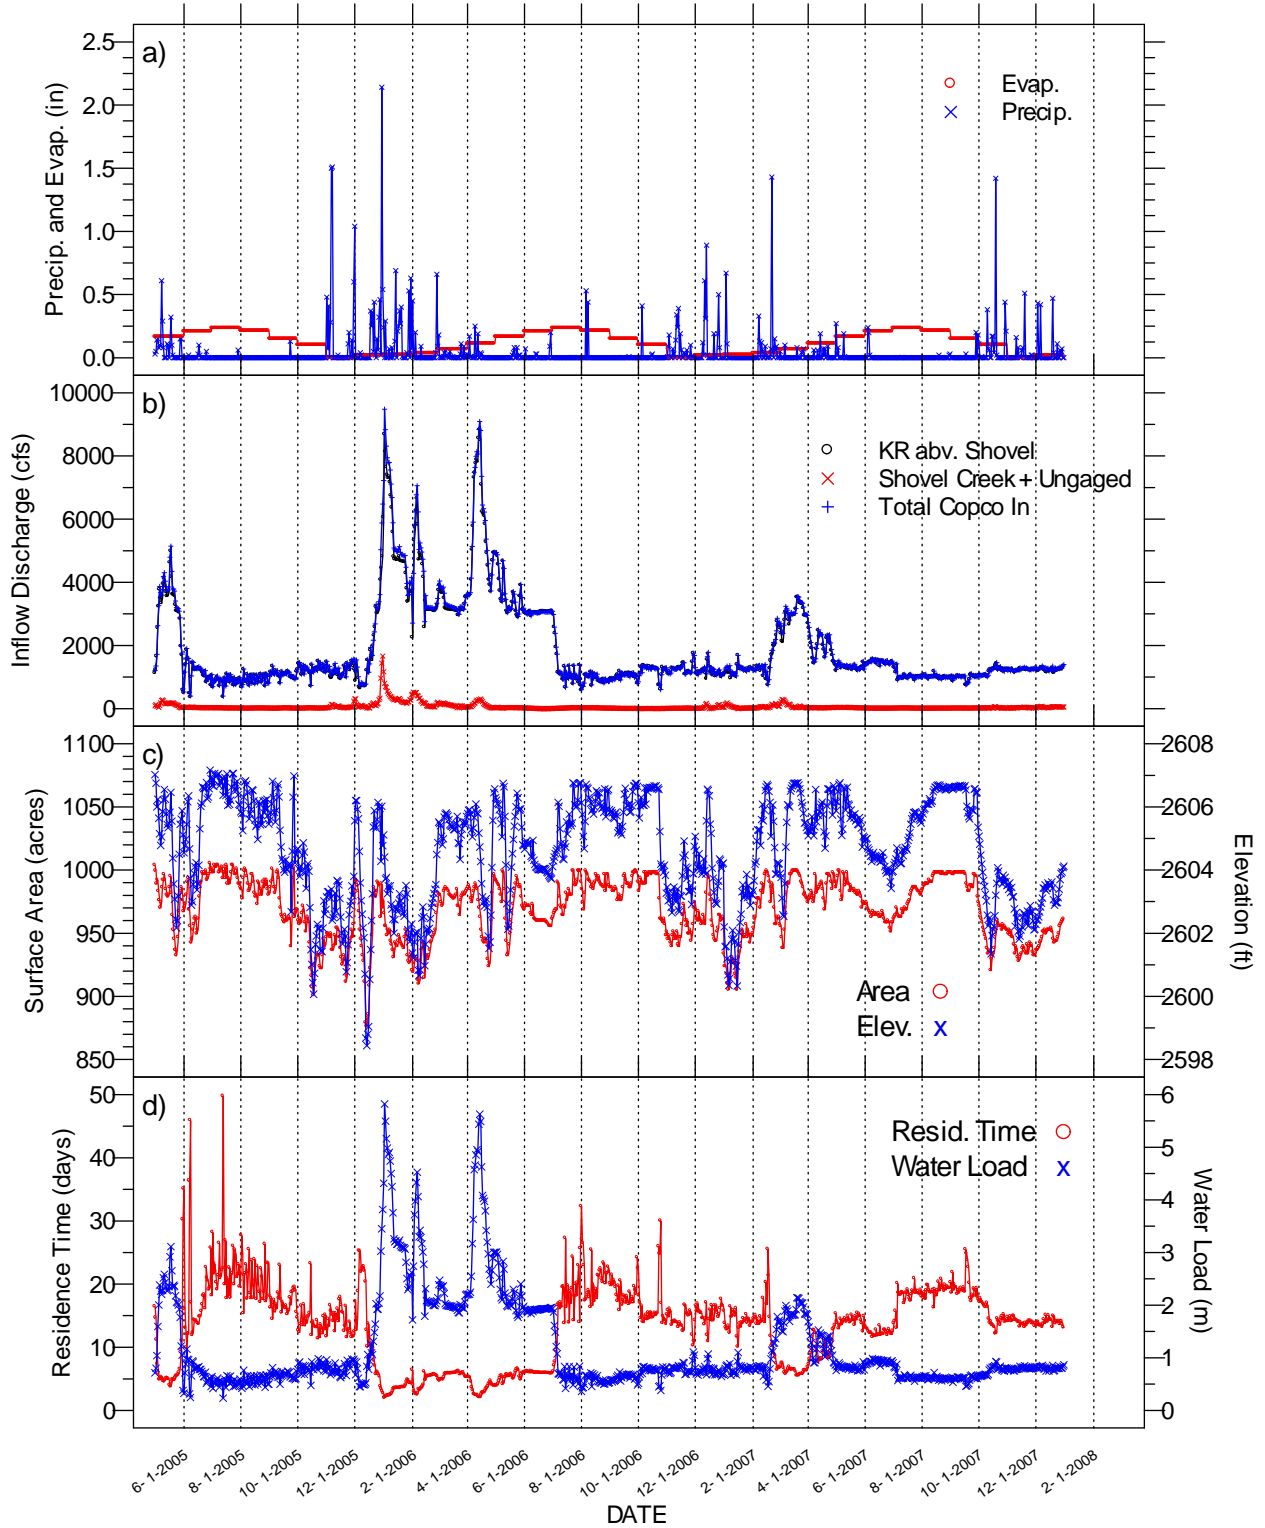 a)
2.5
2.0
1.5
1.0
0.5
0.0
Precip. and Evap. (in)
Evap.
Precip.
b)
10000
8000
6000
4000
2000
0
Inflow Discharge (cfs)
KR abv. Shovel
Shovel Creek + Ungaged
Total Copco In
c)
1100
1050
1000
950
900
850
Surface Area (acres)
2608
2606
2604
2602
2600
2598
Elevation (ft)
Area
Elev. x
d)
50
40
30
20
10
0
Residence Time (days)
6
5
4
3
2
1
0
Water Load (m)
Resid. Time
Water Load x
6-1-2005
8-1-2005
10-1-2005
12-1-2005
2-1-2006
4-1-2006
6-1-2006
8-1-2006
10-1-2006
12-1-2006
2-1-2007
4-1-2007
6-1-2007
8-1-2007
10-1-2007
12-1-2007
2-1-2008
DATE